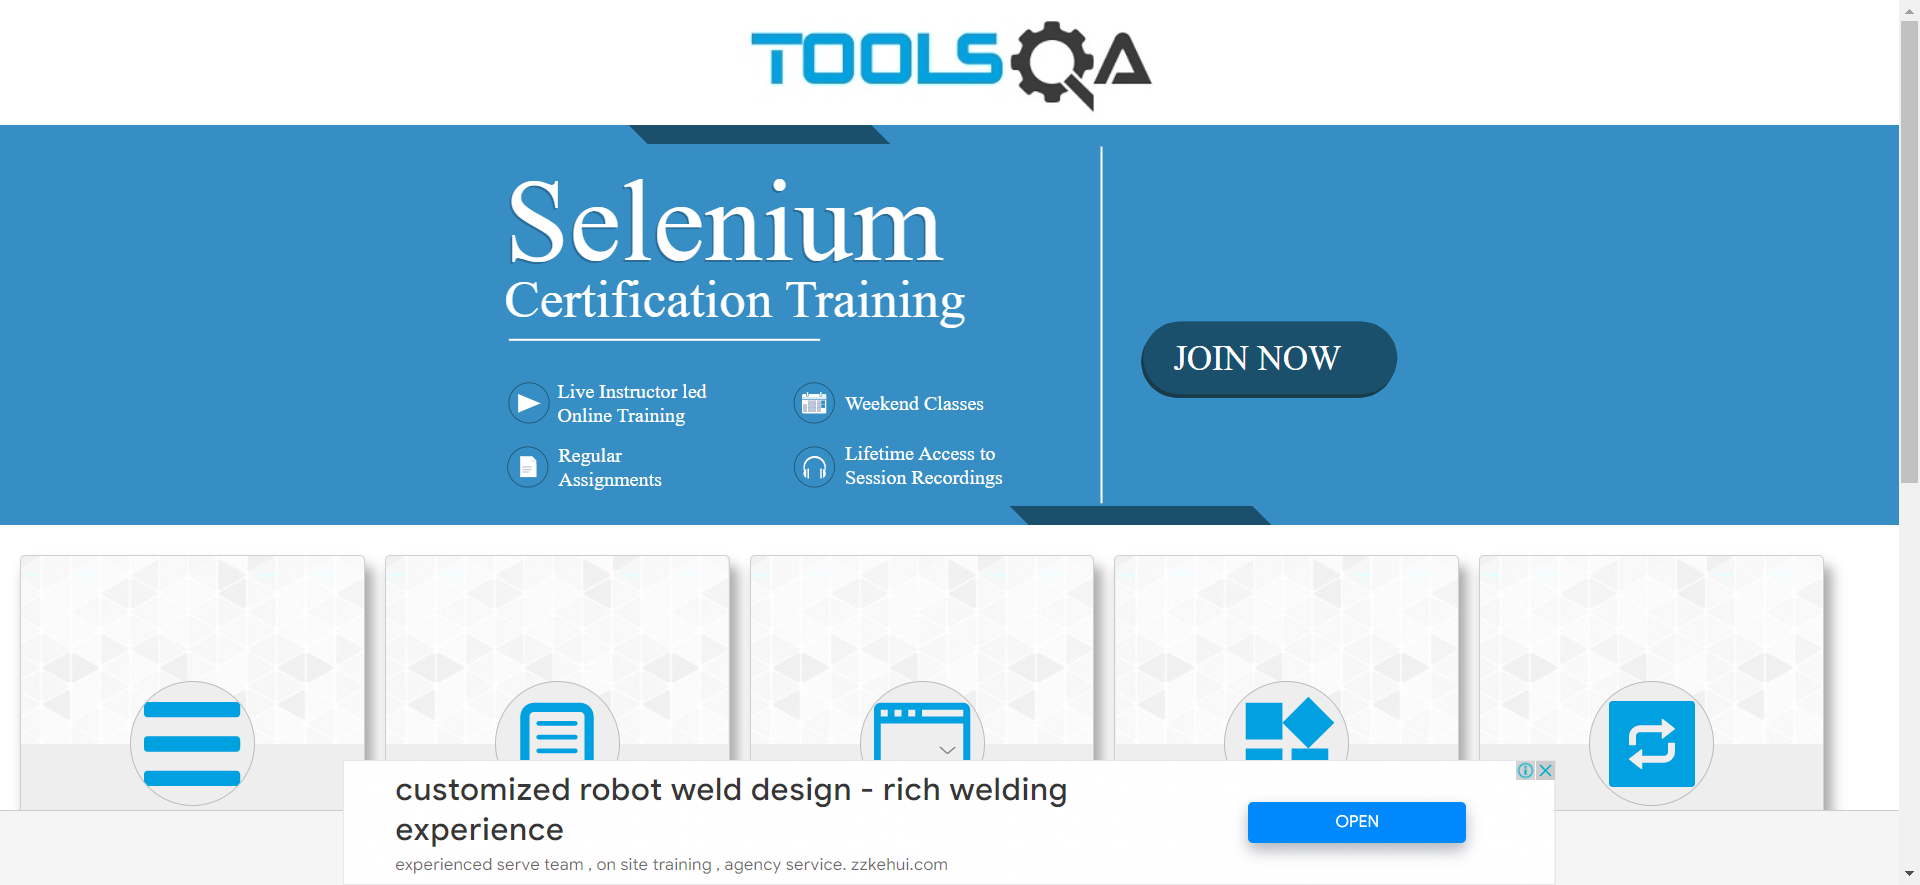 TOOLSQA
Selenium
Certification Training
JOIN NOW
Live Instructor led
Online Training
Weekend Classes
Regular
Assignments
Lifetime Access to
Session Recordings
customized robot weld design - rich welding
experience
experienced serve team , on site training , agency service. zzkehui.com
OPEN